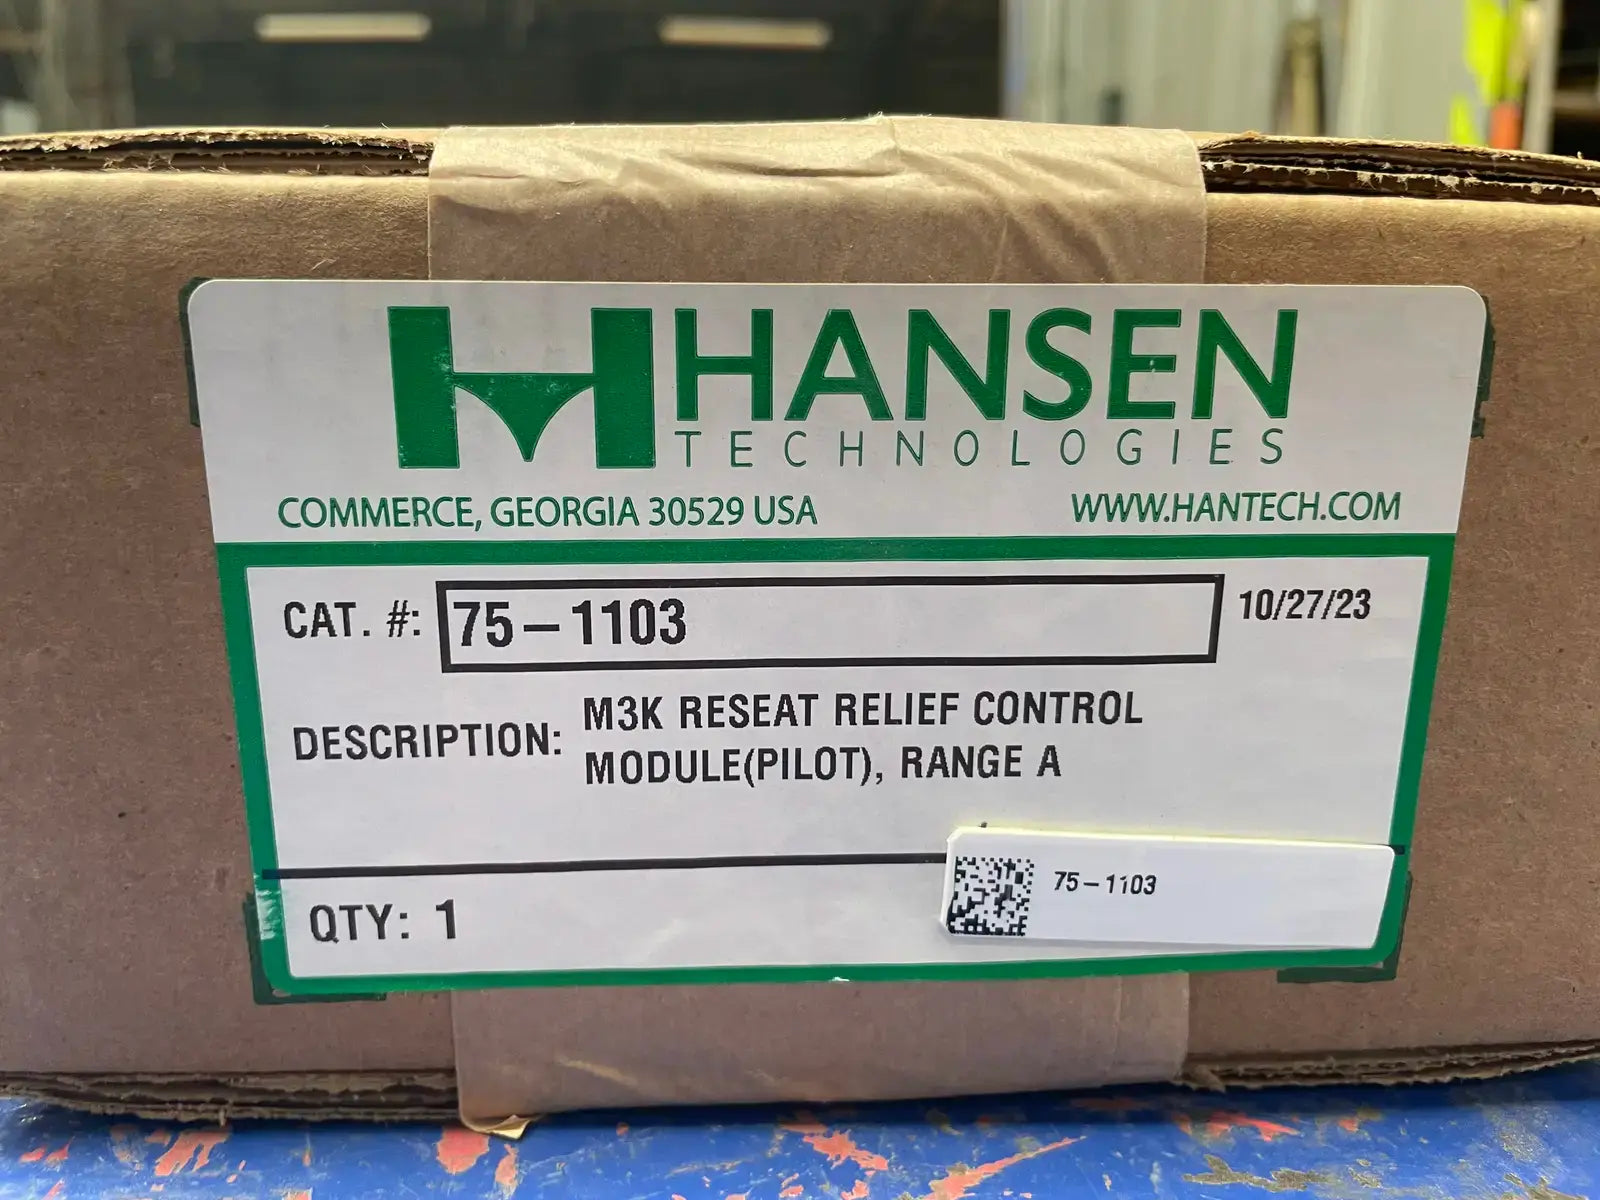 HANSEN
TECHNOLOGIES
COMMERCE, GEORGIA 30529 USA WWW.HANTECH.COM
CAT. #: 75-1103 10/27/23
DESCRIPTION: M3K RESEAT RELIEF CONTROL
MODULE(PILOT), RANGE A
QTY: 1
75-1103